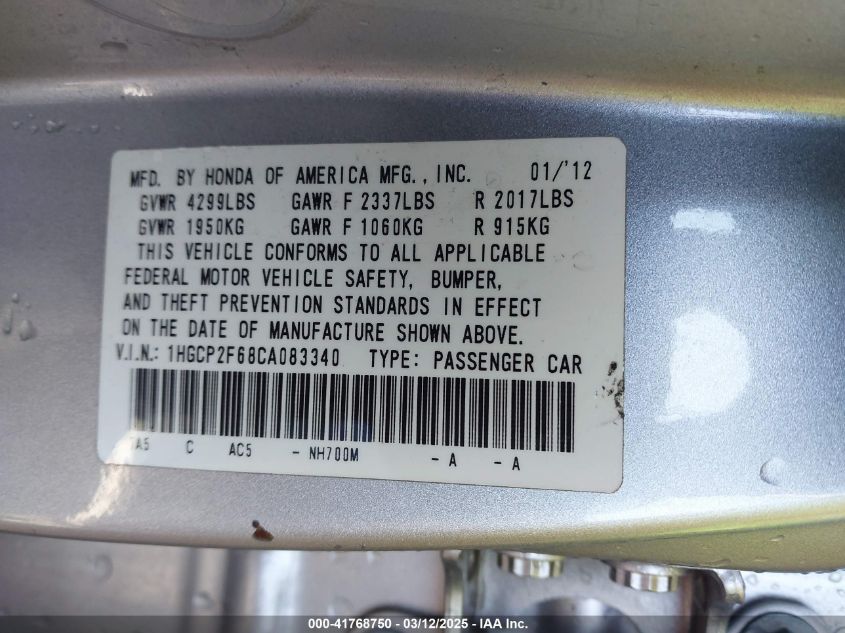 MFD. BY HONDA OF AMERICA MFG., INC. 01/'12
GVWR 4299LBS GAWR F 2337LBS R 2017LBS
GVWR 1950KG GAWR F 1060KG R 915KG
THIS VEHICLE CONFORMS TO ALL APPLICABLE
FEDERAL MOTOR VEHICLE SAFETY, BUMPER,
AND THEFT PREVENTION STANDARDS IN EFFECT
ON THE DATE OF MANUFACTURE SHOWN ABOVE.
V.I.N.: 1HGCP2F68CA083340 TYPE: PASSENGER CAR
C AC5 - NH700M - A - A
000-41768750 — 03/12/2025 — IAA, Inc.